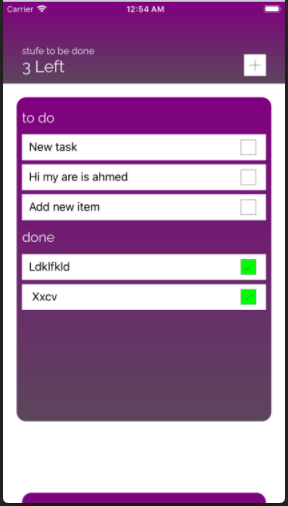 Carrier 12:54 AM
stufe to be done
3 Left
to do
New task
Hi my are is ahmed
Add new item
done
Ldklfkld
Xxcv